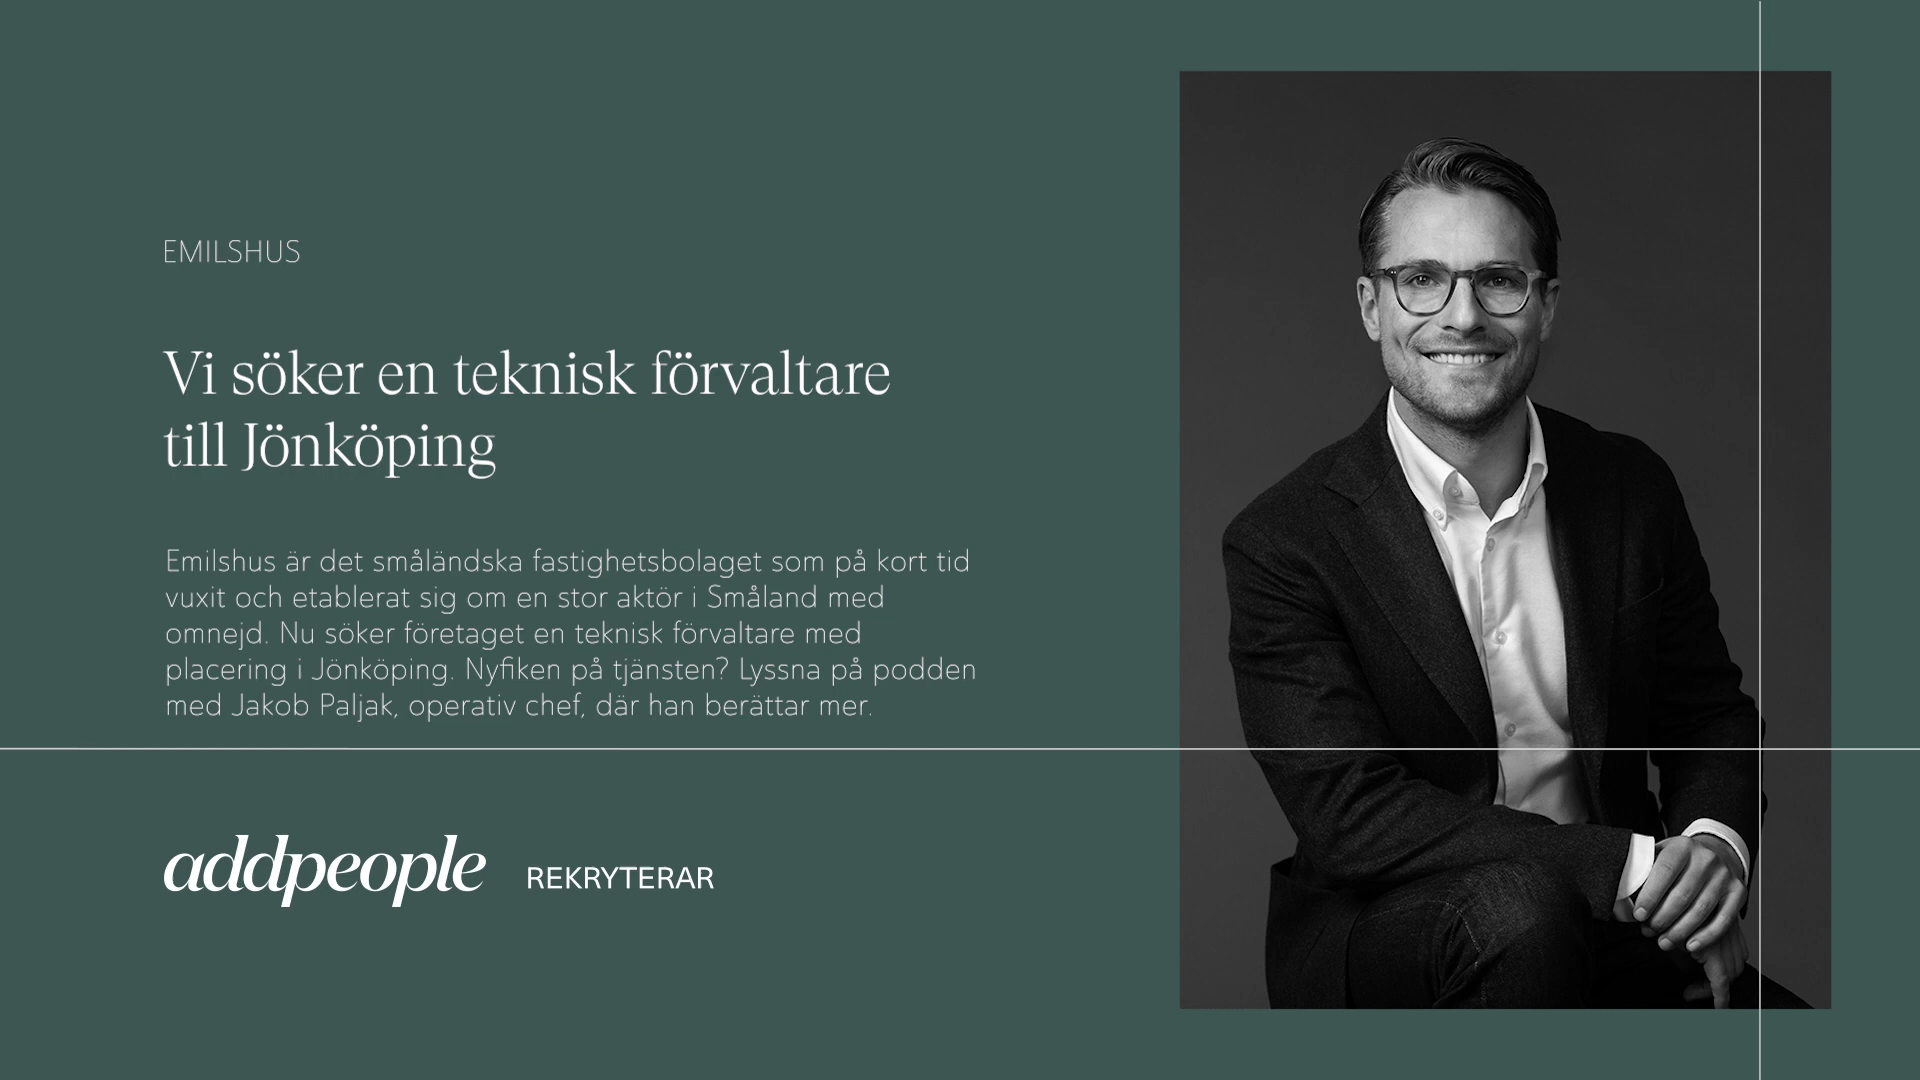 EMILSHUS
Vi söker en teknisk förvaltare
till Jönköping
Emilshus är det småländska fastighetsbolaget som på kort tid
vuxit och etablerat sig om en stor aktör i Småland med
omnejd. Nu söker företaget en teknisk förvaltare med
placering i Jönköping. Nyfiken på tjänsten? Lyssna på podden
med Jakob Paljak, operativ chef, där han berättar mer.
addpeople REKRYTERAR